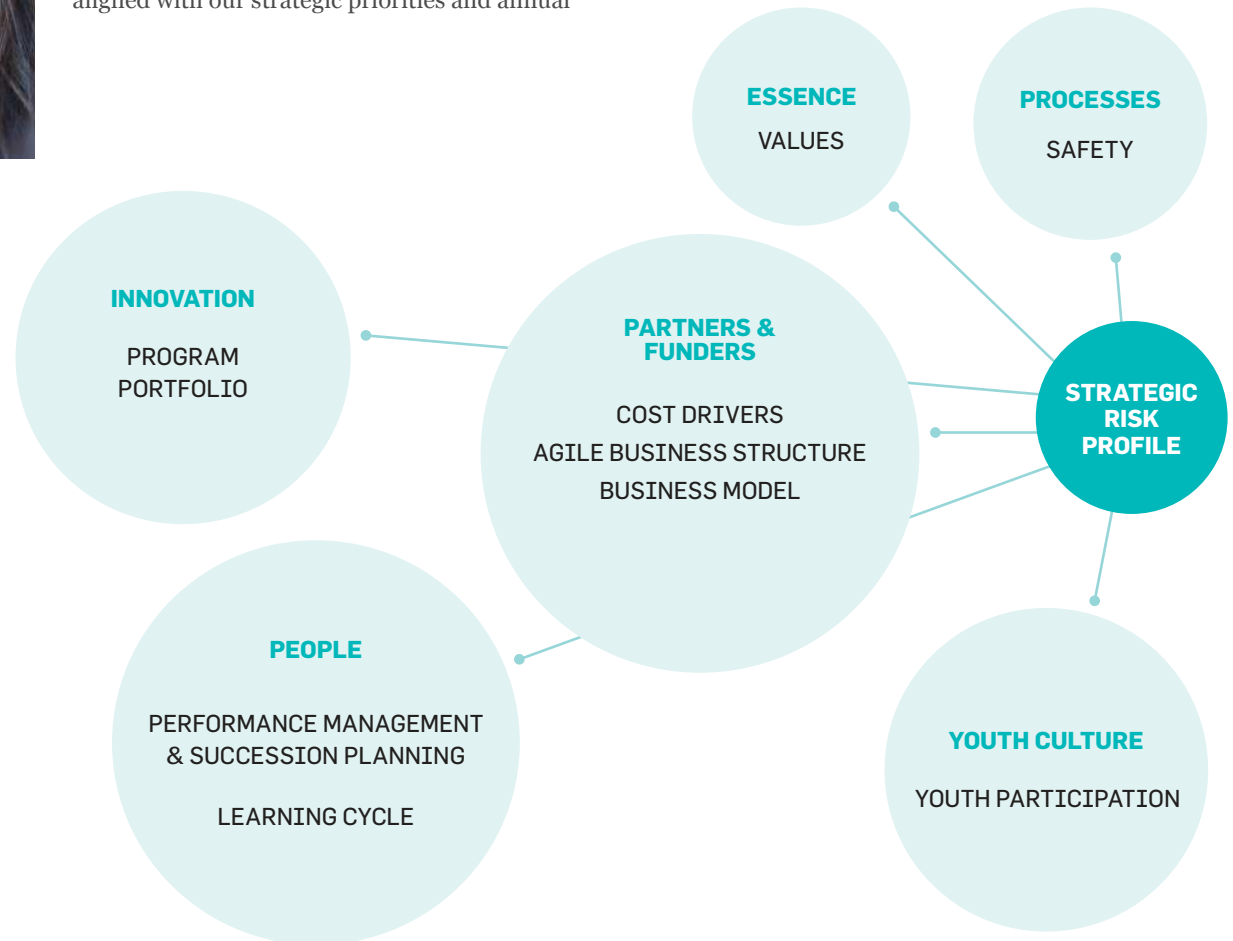 aligned with our strategic priorities and annual
ESSENCE
VALUES
PROCESSES
SAFETY
INNOVATION
PROGRAM
PORTFOLIO
PARTNERS &
FUNDERS
COST DRIVERS
AGILE BUSINESS STRUCTURE
BUSINESS MODEL
STRATEGIC
RISK
PROFILE
PEOPLE
PERFORMANCE MANAGEMENT
& SUCCESSION PLANNING
LEARNING CYCLE
YOUTH CULTURE
YOUTH PARTICIPATION